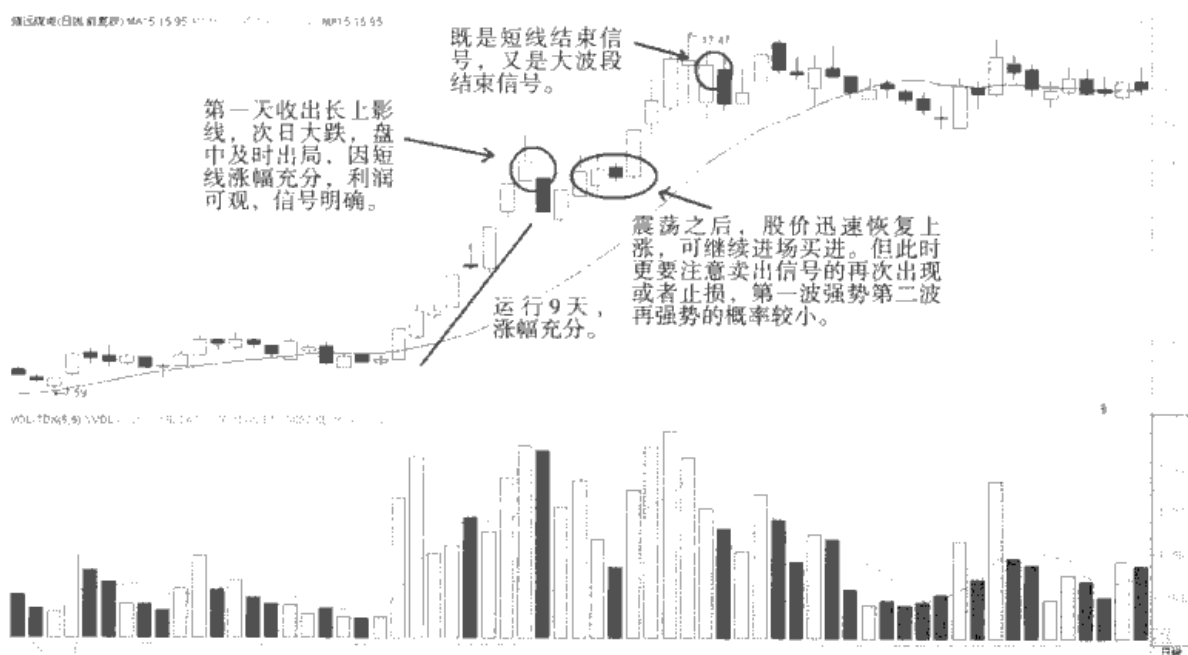 MA15 15.95
既是短线结束信
号，又是大波段
结束信号。
第一天收出长上影
线，次日大跌，盘
中及时出局，因短
线涨幅充分，利润
可观，信号明确。
震荡之后，股价迅速恢复上
涨，可继续进场买进。但此时
更要注意卖出信号的再次出现
或者止损，第一波强势第二波
再强势的概率较小。
运行9天，
涨幅充分。
日线